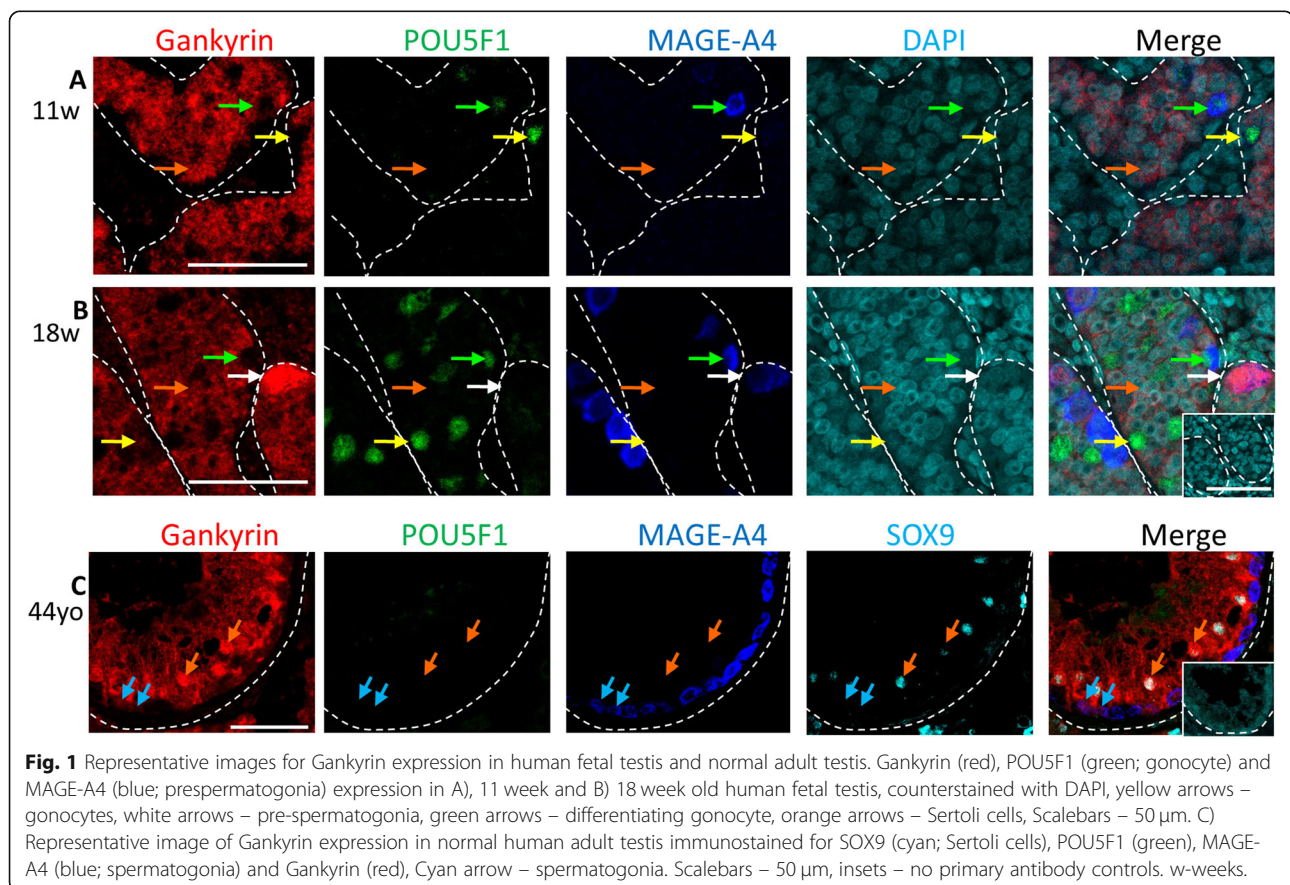 Gankyrin POU5F1 MAGE-A4 DAPI Merge
A
11w
B
18w
Gankyrin POU5F1 MAGE-A4 SOX9 Merge
C
44yo
Fig. 1 Representative images for Gankyrin expression in human fetal testis and normal adult testis. Gankyrin (red), POU5F1 (green; gonocyte) and
MAGE-A4 (blue; prespermatogonia) expression in A), 11 week and B) 18 week old human fetal testis, counterstained with DAPI, yellow arrows –
gonocytes, white arrows – pre-spermatogonia, green arrows – differentiating gonocyte, orange arrows – Sertoli cells, Scalebars – 50 μm. C)
Representative image of Gankyrin expression in normal human adult testis immunostained for SOX9 (cyan; Sertoli cells), POU5F1 (green), MAGE-
A4 (blue; spermatogonia) and Gankyrin (red), Cyan arrow – spermatogonia. Scalebars – 50 μm, insets – no primary antibody controls. w-weeks.